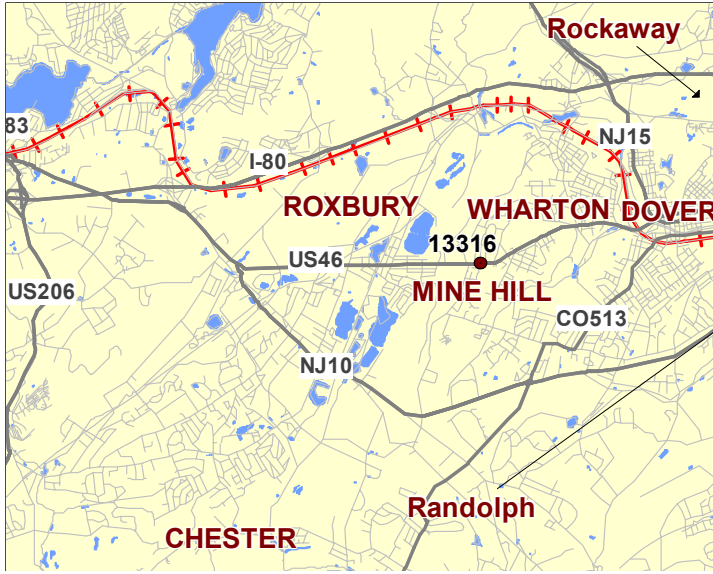 Rockaway
83
NJ15
I-80
ROXBURY
WHARTON
DOVER
13316
US46
MINE HILL
US206
CO513
NJ10
Randolph
CHESTER